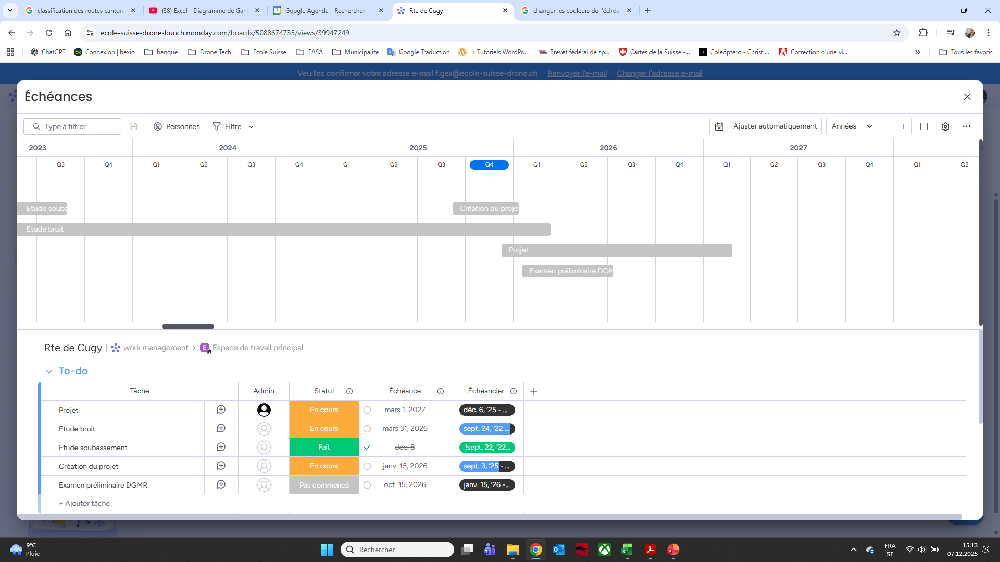 classification des routes canton
(38) Excel - Diagramme de Gan
Google Agenda - Rechercher
Rte de Cugy
changer les couleurs de l'échéa
ecole-suisse-drone-bunch.monday.com/boards/5088674735/views/39947249
ChatGPT
Connexion | bexio
banque
Drone Tech
Ecole Suisse
EASA
Municipalite
Google Traduction
⇒ Tutoriels WordPr...
Brevet fédéral de sp...
Cartes de la Suisse -...
Coleóptero - Christi...
Correction d'une vi...
»
Tous les favoris
Veuillez confirmer votre adresse e-mail f.gex@ecole-suisse-drone.ch Renvoyer l'e-mail Changer l'adresse e-mail
Échéances
Type à filtrer
Personnes
Filtre
Ajuster automatiquement
Années
2023 2024 2025 2026 2027
Q3 Q4 Q1 Q2 Q3 Q4 Q1 Q2 Q3 Q4 Q1 Q2 Q3 Q4 Q1 Q2 Q3 Q4 Q1 Q2
Etude souba
Création du proje
Etude bruit
Projet
Examen préliminaire DGM
Rte de Cugy | work management > E Espace de travail principal
To-do
Tâche Admin Statut Échéance Échéancier
Projet En cours mars 1, 2027 déc. 6, '25 - ...
Etude bruit En cours mars 31, 2026 sept. 24, '22 ...
Etude soubassement Fait déc. 8 !sept. 22, '22...
Création du projet En cours janv. 15, 2026 sept. 3, '25 - ...
Examen préliminaire DGMR Pas commencé oct. 15, 2026 janv. 15, '26 -...
+ Ajouter tâche
9°C
Pluie
Rechercher
FRA
SF
15:13
07.12.2025